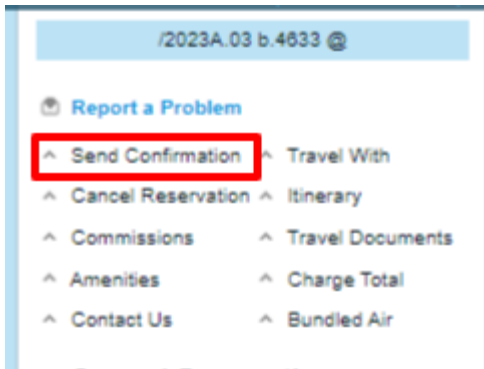 /2023A.03 b.4633 @
Report a Problem
^ Send Confirmation ^ Travel With
^ Cancel Reservation ^ Itinerary
^ Commissions ^ Travel Documents
^ Amenities ^ Charge Total
^ Contact Us ^ Bundled Air